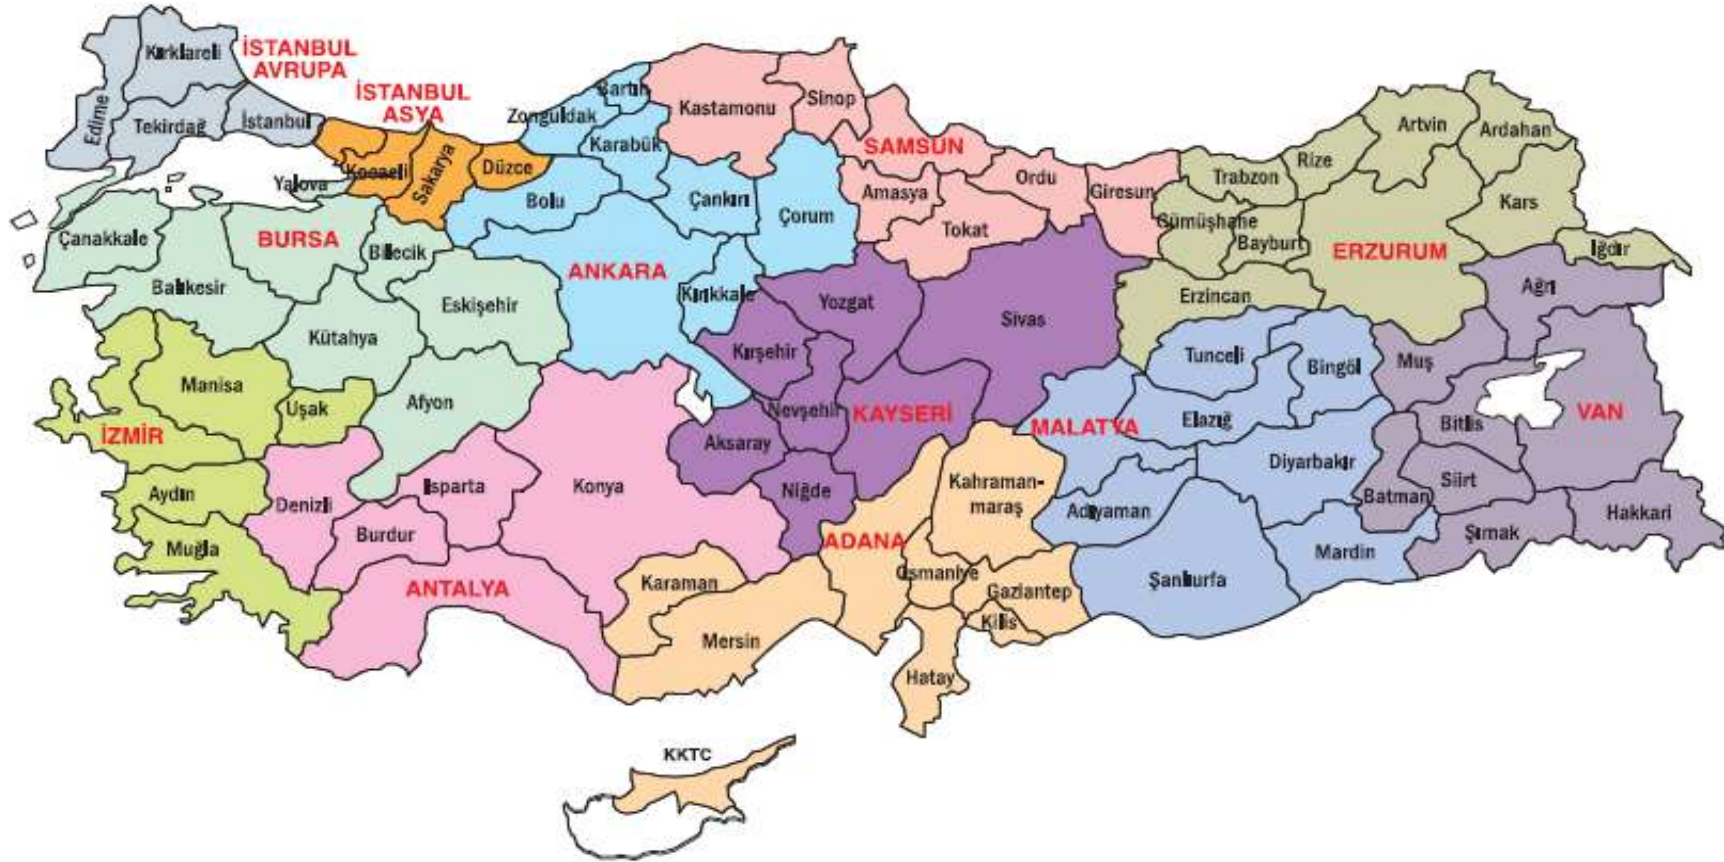 Kırklareli
İSTANBUL
AVRUPA
Edirne
Tekirdağ
İstanbul
İSTANBUL
ASYA
Kocaeli
Sakarya
Düzce
Yalova
Zonguldak
Bartın
Karabük
Kastamonu
Sinop
SAMSUN
Bolu
Çankırı
Çorum
Amasya
Tokat
Ordu
Giresun
Trabzon
Rize
Artvin
Ardahan
Gümüşhane
Bayburt
Kars
ERZURUM
Iğdır
Erzincan
Ağrı
Çanakkale
BURSA
Bilecik
Balıkesir
Eskişehir
Kütahya
ANKARA
Kırıkkale
Yozgat
Sivas
Kırşehir
Tunceli
Bingöl
Muş
Manisa
Uşak
Afyon
İZMİR
Nevşehir
KAYSERİ
MALATYA
Elazığ
Bitlis
VAN
Aksaray
Diyarbakır
Aydın
Denizli
Isparta
Konya
Niğde
Kahraman-
maraş
Adıyaman
Batman
Siirt
Hakkari
Muğla
Burdur
ADANA
Şırnak
Mardin
ANTALYA
Karaman
Osmaniye
Gaziantep
Şanlıurfa
Kilis
Mersin
Hatay
KKTC